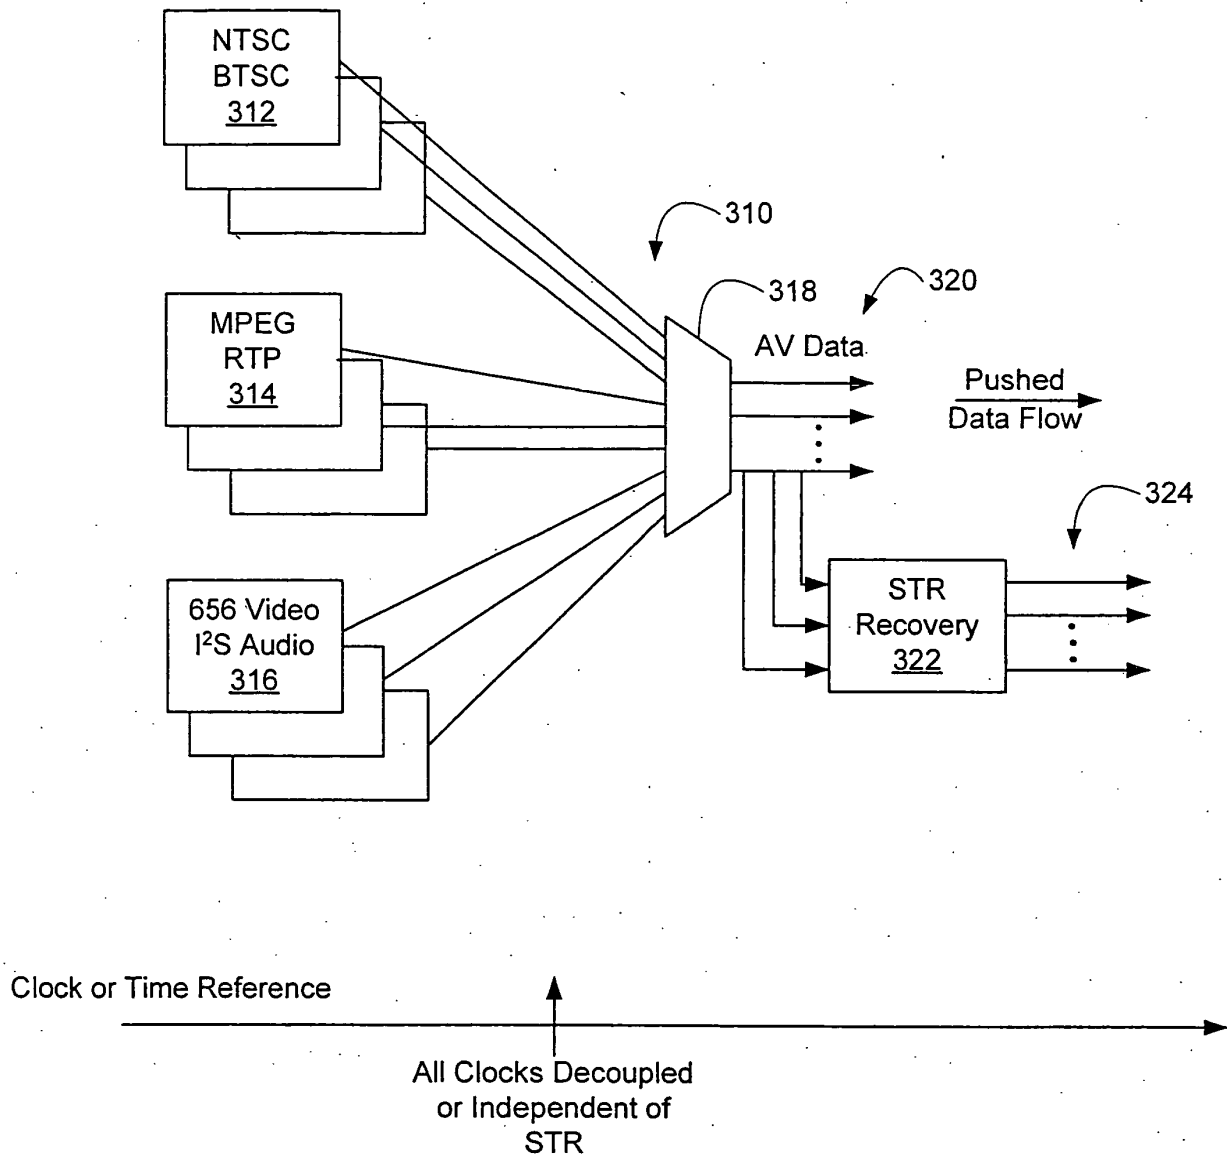 NTSC
BTSC
312
310
318
320
MPEG
RTP
314
AV Data
Pushed
Data Flow
324
656 Video
I²S Audio
316
STR
Recovery
322
Clock or Time Reference
All Clocks Decoupled
or Independent of
STR